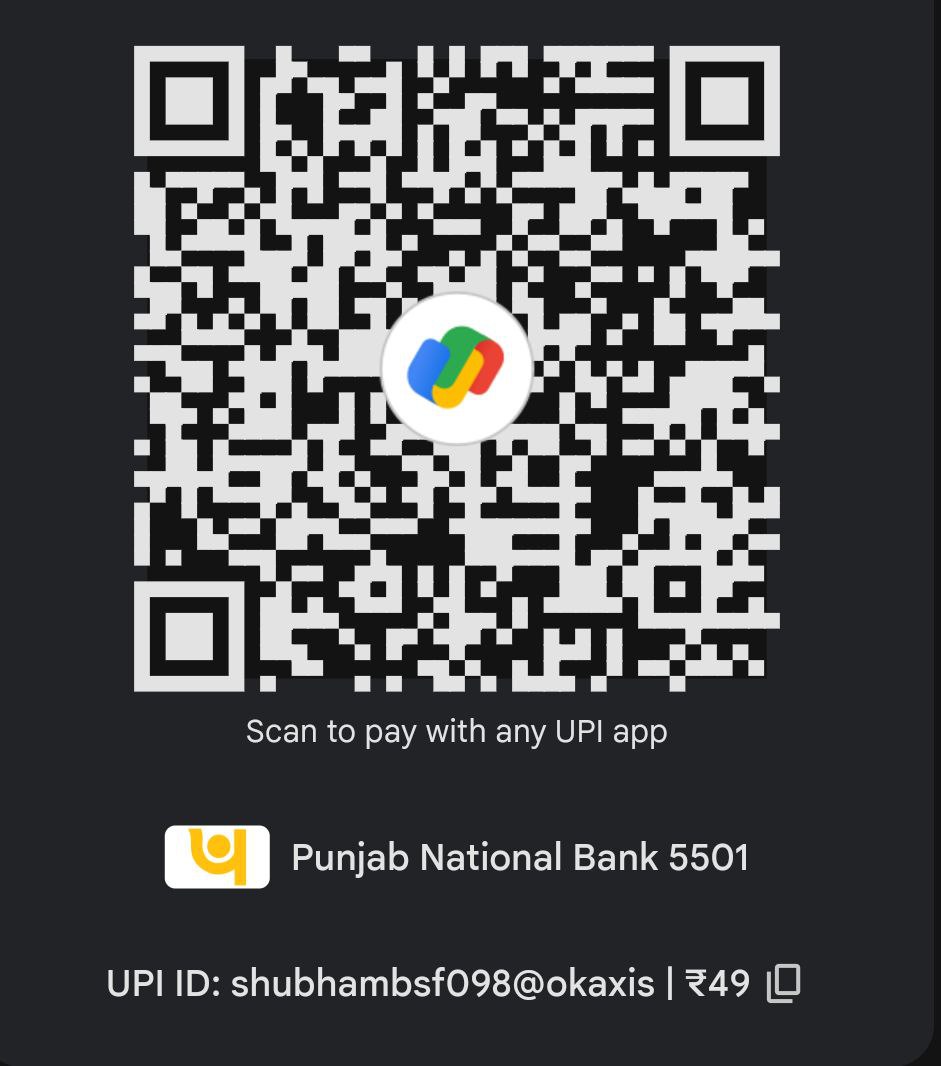 Scan to pay with any UPI app
Punjab National Bank 5501
UPI ID: shubhambsf098@okaxis | ₹49